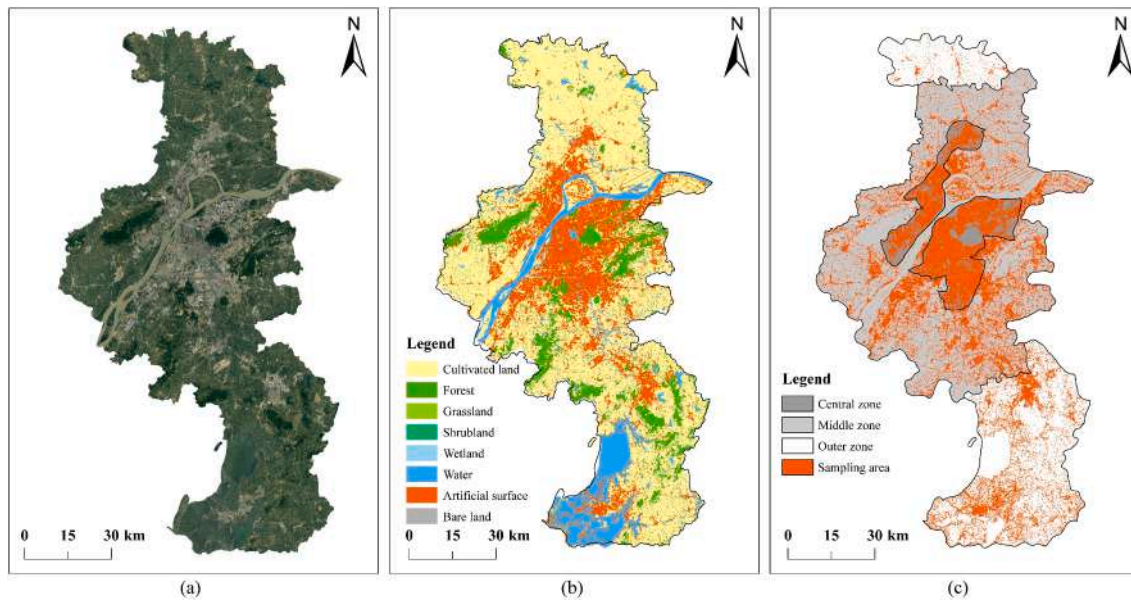 N
0 15 30 km
(a)
N
Legend
Cultivated land
Forest
Grassland
Shrubland
Wetland
Water
Artificial surface
Bare land
0 15 30 km
(b)
N
Legend
Central zone
Middle zone
Outer zone
Sampling area
0 15 30 km
(c)